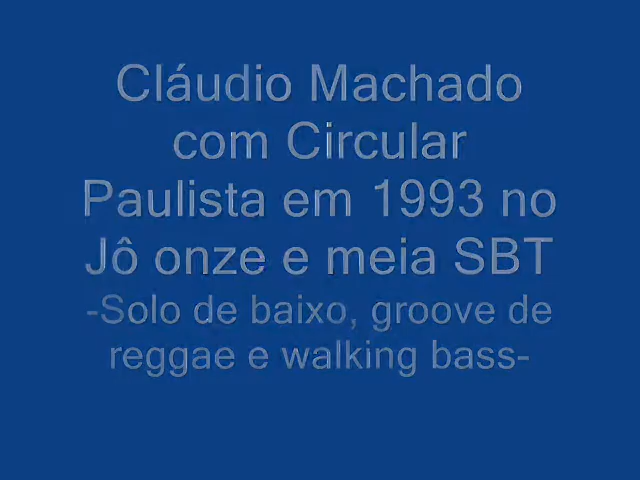 Cláudio Machado
com Circular
Paulista em 1993 no
Jô onze e meia SBT
-Solo de baixo, groove de
reggae e walking bass-